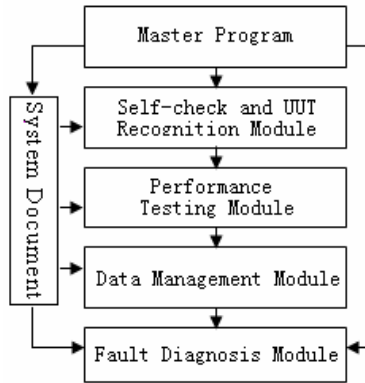 Master Program
System Document
Self-check and UUT
Recognition Module
Performance
Testing Module
Data Management Module
Fault Diagnosis Module